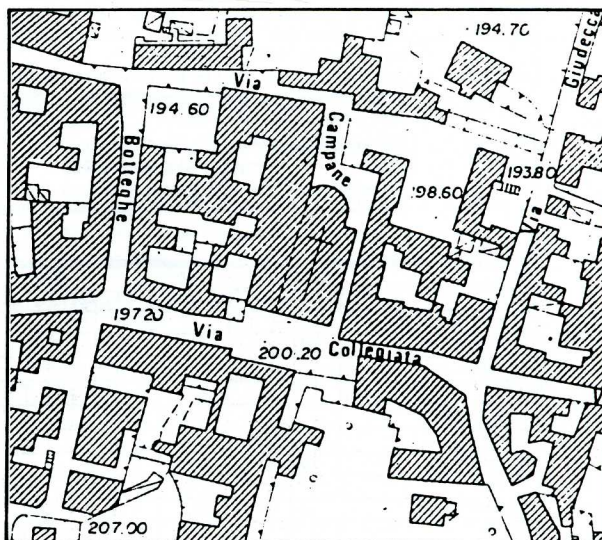 194.70
Giudecca
Via
194.60
Campane
Botteghe
193.80
198.60
Via
197.20
Via
200.20
Collegiata
207.00